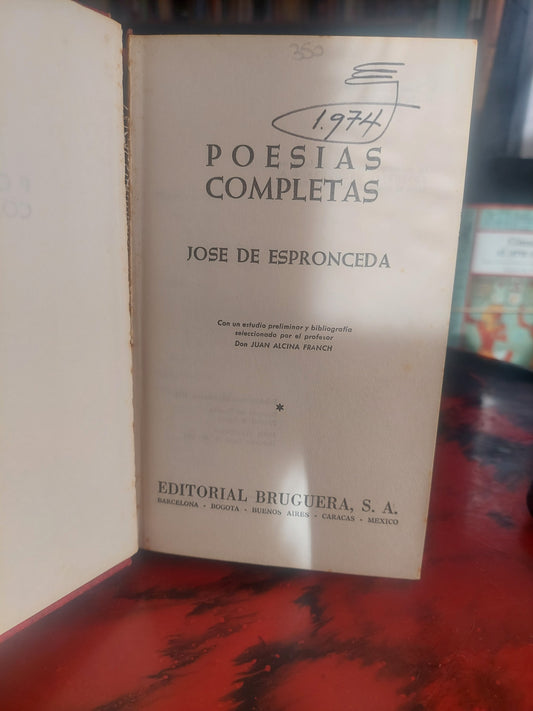 350
1.974
POESIAS
COMPLETAS
JOSE DE ESPRONCEDA
Con un estudio preliminar y bibliografía
seleccionada por el profesor
Don JUAN ALCINA FRANCH
*
EDITORIAL BRUGUERA, S. A.
BARCELONA - BOGOTA - BUENOS AIRES - CARACAS - MEXICO